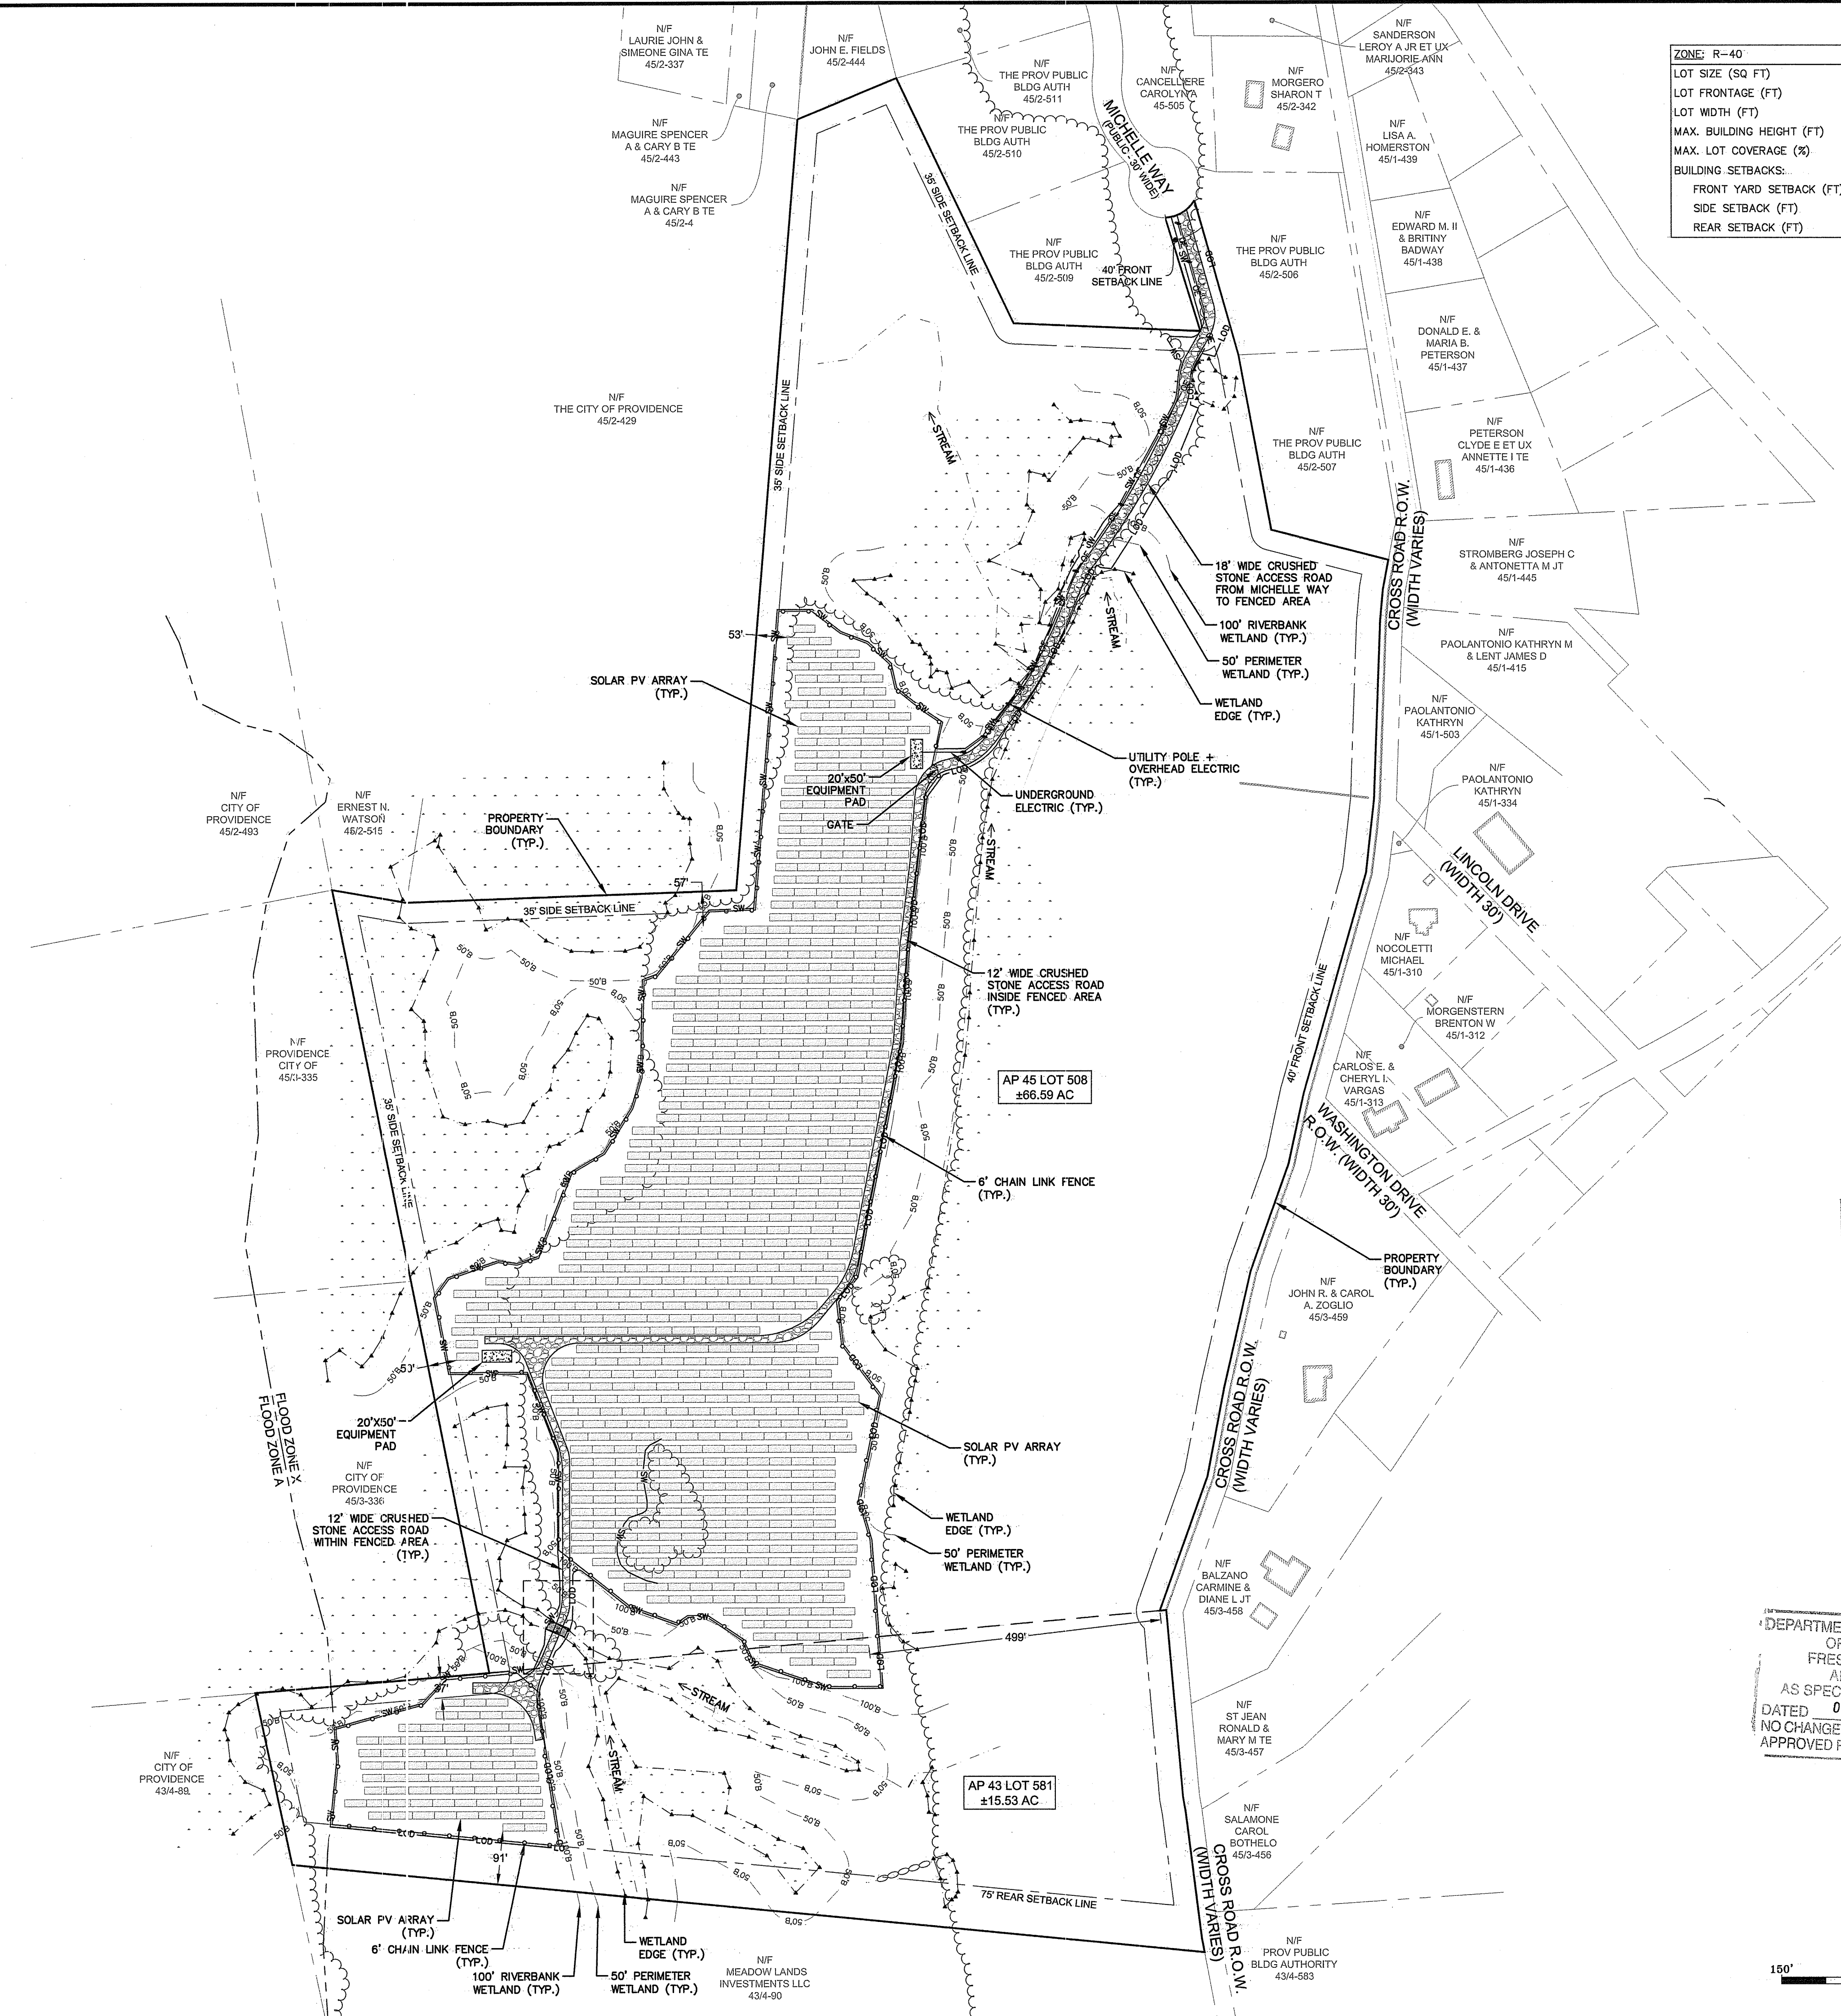 N/F
LAURIE JOHN &
SIMEONE GINA TE
45/2-337
N/F
JOHN E. FIELDS
45/2-444
N/F
THE PROV PUBLIC
BLDG AUTH
45/2-511
N/F
CANCELLIERE
CAROLYN A
45-505
N/F
MORGERO
SHARON T
45/2-342
N/F
SANDERSON
LEROY A JR ET UX
MARIJORIE ANN
45/2-343
ZONE: R-40
LOT SIZE (SQ FT)
LOT FRONTAGE (FT)
LOT WIDTH (FT)
MAX. BUILDING HEIGHT (FT)
MAX. LOT COVERAGE (%)
BUILDING SETBACKS:
FRONT YARD SETBACK (FT)
SIDE SETBACK (FT)
REAR SETBACK (FT)
N/F
MAGUIRE SPENCER
A & CARY B TE
45/2-443
N/F
THE PROV PUBLIC
BLDG AUTH
45/2-510
MICHELLE WAY
(PUBLIC - 30' WIDE)
N/F
LISA A.
HOMERSTON
45/1-439
N/F
MAGUIRE SPENCER
A & CARY B TE
45/2-4
35' SIDE SETBACK LINE
N/F
THE PROV PUBLIC
BLDG AUTH
45/2-509
40' FRONT
SETBACK LINE
N/F
THE PROV PUBLIC
BLDG AUTH
45/2-506
N/F
EDWARD M. II
& BRITINY
BADWAY
45/1-438
N/F
DONALD E. &
MARIA B.
PETERSON
45/1-437
N/F
THE CITY OF PROVIDENCE
45/2-429
35' SIDE SETBACK LINE
STREAM
N/F
THE PROV PUBLIC
BLDG AUTH
45/2-507
N/F
PETERSON
CLYDE E ET UX
ANNETTE I TE
45/1-436
CROSS ROAD R.O.W.
(WIDTH VARIES)
N/F
STROMBERG JOSEPH C
& ANTONETTA M JT
45/1-445
18' WIDE CRUSHED
STONE ACCESS ROAD
FROM MICHELLE WAY
TO FENCED AREA
STREAM
100' RIVERBANK
WETLAND (TYP.)
50' PERIMETER
WETLAND (TYP.)
WETLAND
EDGE (TYP.)
N/F
PAOLANTONIO KATHRYN M
& LENT JAMES D
45/1-415
53'
SOLAR PV ARRAY
(TYP.)
N/F
PAOLANTONIO
KATHRYN
45/1-503
UTILITY POLE +
OVERHEAD ELECTRIC
(TYP.)
N/F
PAOLANTONIO
KATHRYN
45/1-334
20'x50'
EQUIPMENT
PAD
GATE
UNDERGROUND
ELECTRIC (TYP.)
STREAM
N/F
CITY OF
PROVIDENCE
45/2-493
N/F
ERNEST N.
WATSON
46/2-515
PROPERTY
BOUNDARY
(TYP.)
57'
35' SIDE SETBACK LINE
LINCOLN DRIVE
(WIDTH 30')
N/F
NOCOLETTI
MICHAEL
45/1-310
12' WIDE CRUSHED
STONE ACCESS ROAD
INSIDE FENCED AREA
(TYP.)
N/F
MORGENSTERN
BRENTON W
45/1-312
N/F
PROVIDENCE
CITY OF
45/3-335
AP 45 LOT 508
±66.59 AC
40' FRONT SETBACK LINE
N/F
CARLOS E. &
CHERYL I.
VARGAS
45/1-313
35' SIDE SETBACK LINE
WASHINGTON DRIVE
R.O.W. (WIDTH 30')
6' CHAIN LINK FENCE
(TYP.)
PROPERTY
BOUNDARY
(TYP.)
N/F
JOHN R. & CAROL
A. ZOGLIO
45/3-459
50'
FLOOD ZONE X
FLOOD ZONE A
20'X50'
EQUIPMENT
PAD
CROSS ROAD R.O.W.
(WIDTH VARIES)
SOLAR PV ARRAY
(TYP.)
N/F
CITY OF
PROVIDENCE
45/3-336
12' WIDE CRUSHED
STONE ACCESS ROAD
WITHIN FENCED AREA
(TYP.)
WETLAND
EDGE (TYP.)
50' PERIMETER
WETLAND (TYP.)
N/F
BALZANO
CARMINE &
DIANE L JT
45/3-458
499'
37'
STREAM
STREAM
N/F
ST JEAN
RONALD &
MARY M TE
45/3-457
N/F
CITY OF
PROVIDENCE
43/4-89
AP 43 LOT 581
±15.53 AC
N/F
SALAMONE
CAROL
BOTHELO
45/3-456
DATED
NO CHANGE
APPROVED
91'
75' REAR SETBACK LINE
CROSS ROAD R.O.W.
(WIDTH VARIES)
SOLAR PV ARRAY
(TYP.)
6' CHAIN LINK FENCE
(TYP.)
100' RIVERBANK
WETLAND (TYP.)
50' PERIMETER
WETLAND (TYP.)
WETLAND
EDGE (TYP.)
N/F
MEADOW LANDS
INVESTMENTS LLC
43/4-90
N/F
PROV PUBLIC
BLDG AUTHORITY
43/4-583
150'